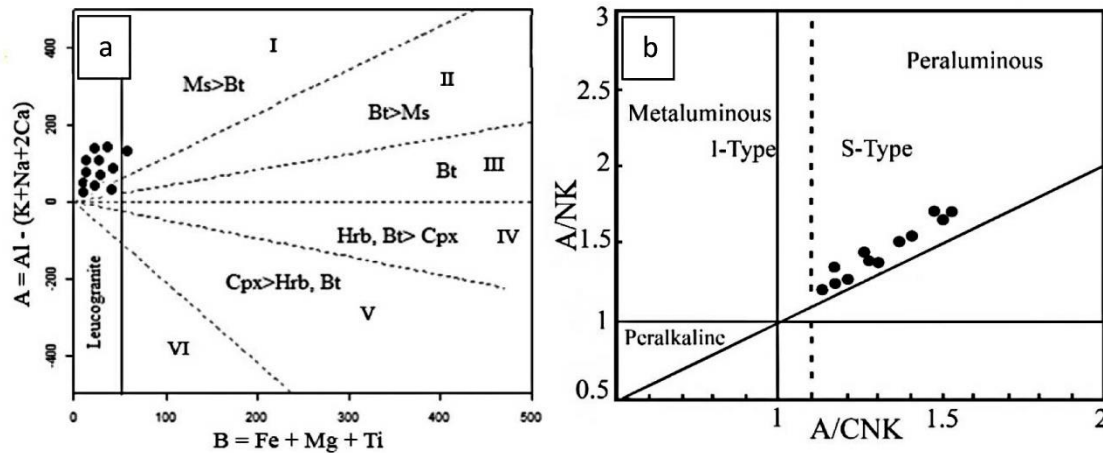 a
400
200
0
-200
-400
A = Al - (K+Na+2Ca)
I
Ms>Bt
II
Bt>Ms
III
Bt
Hrb, Bt> Cpx
IV
Cpx>Hrb, Bt
V
VI
Leucogranite
0
100
200
300
400
500
B = Fe + Mg + Ti
b
3
2.5
2
1.5
1
0.5
A/NK
Peraluminous
Metaluminous
I-Type
S-Type
Peralkaline
1
1.5
2
A/CNK